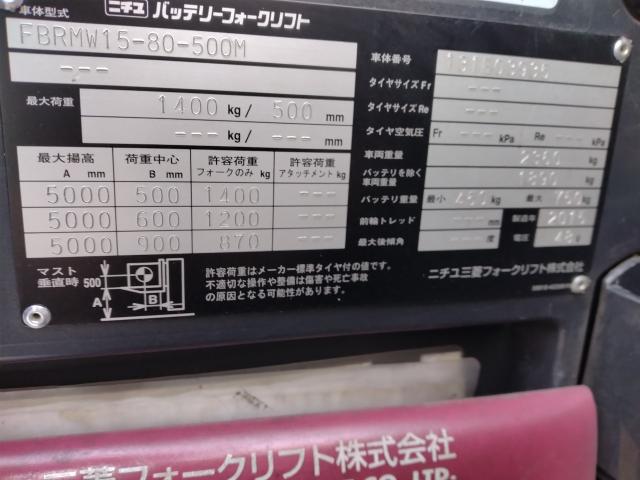 車体型式 ニチユ バッテリーフォークリフト
FBRMW15-80-500M
---
最大荷重 1400 kg/ 500 mm
--- kg/ --- mm
最大揚高 A mm 荷重中心 B mm 許容荷重 フォークのみ kg 許容荷重 アタッチメント kg
5000 500 1400 ---
5000 600 1200 ---
5000 900 870 ---
マスト垂直時 500 A B
許容荷重はメーカー標準タイヤ付の値です。
不適切な操作や整備は傷害や死亡事故
の原因となる可能性があります。
車体番号
タイヤサイズ Fr ---
タイヤサイズ Re ---
タイヤ空気圧 Fr --- kPa Re --- kPa
車両重量 kg
バッテリを除く車両重量 1890 kg
バッテリ重量 最小 kg 最大 kg
前輪トレッド --- mm 製造年 2015
最大後傾角 --- 度 電圧 48 V
ニチユ三菱フォークリフト株式会社
三菱フォークリフト株式会社
CO., LTD.